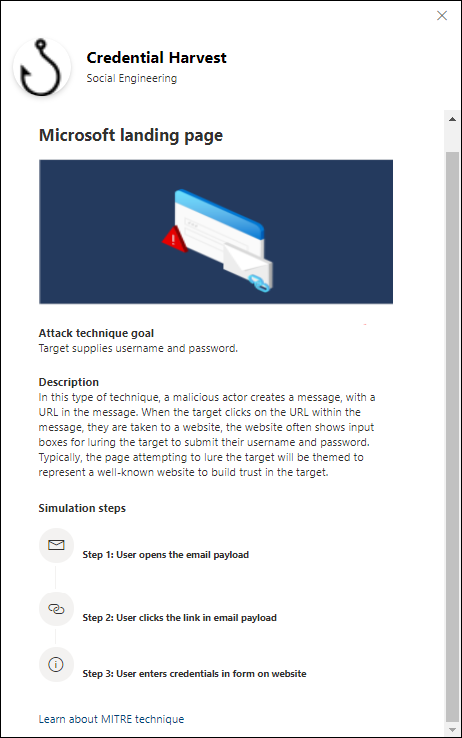 Credential Harvest
Social Engineering
Microsoft landing page
Attack technique goal
Target supplies username and password.
Description
In this type of technique, a malicious actor creates a message, with a
URL in the message. When the target clicks on the URL within the
message, they are taken to a website, the website often shows input
boxes for luring the target to submit their username and password.
Typically, the page attempting to lure the target will be themed to
represent a well-known website to build trust in the target.
Simulation steps
Step 1: User opens the email payload
Step 2: User clicks the link in email payload
Step 3: User enters credentials in form on website
Learn about MITRE technique